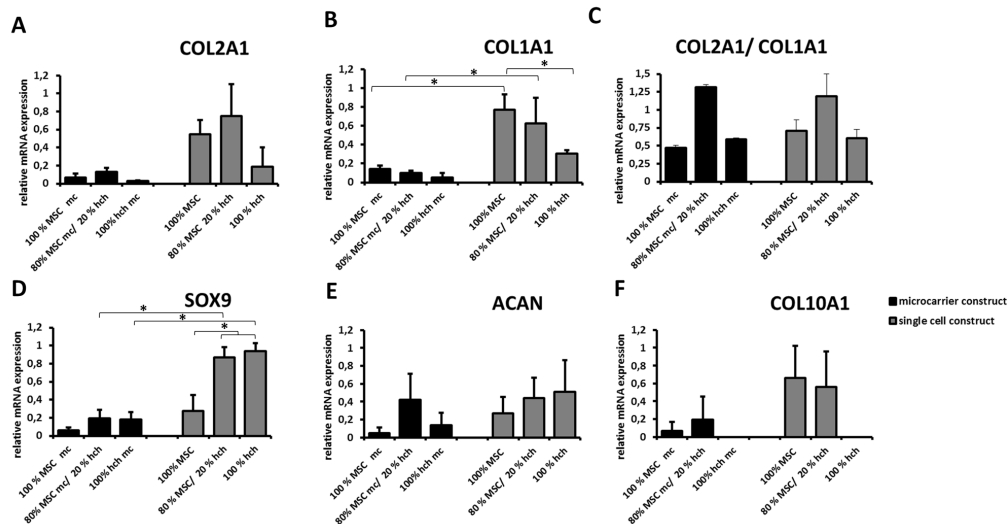 A
COL2A1
relative mRNA expression
1,2
1
0,8
0,6
0,4
0,2
0
100 % MSC mc
80% MSC mc/ 20 % hch
100% hch mc
100% MSC
80 % MSC 20 % hch
100 % hch
B
COL1A1
relative mRNA expression
1,2
1
0,8
0,6
0,4
0,2
0
*
*
*
100 % MSC mc
80% MSC mc/ 20 % hch
100% hch mc
100% MSC
80 % MSC/ 20 % hch
100 % hch
C
COL2A1/ COL1A1
relative mRNA expression
1,5
1,25
1
0,75
0,5
0,25
0
100 % MSC mc
80% MSC mc/ 20 % hch
100% hch mc
100% MSC
80 % MSC/ 20 % hch
100 % hch
D
SOX9
relative mRNA expression
1,2
1
0,8
0,6
0,4
0,2
0
*
*
*
100 % MSC mc
80% MSC mc/ 20 % hch
100% hch mc
100% MSC
80 % MSC/ 20 % hch
100 % hch
E
ACAN
relative mRNA expression
1,2
1
0,8
0,6
0,4
0,2
0
100 % MSC mc
80% MSC mc/ 20 % hch
100% hch mc
100% MSC
80 % MSC/ 20 % hch
100 % hch
F
COL10A1
relative mRNA expression
1,2
1
0,8
0,6
0,4
0,2
0
100 % MSC mc
80% MSC mc/ 20 % hch
100% hch mc
100% MSC
80 % MSC/ 20 % hch
100 % hch
microcarrier construct
single cell construct